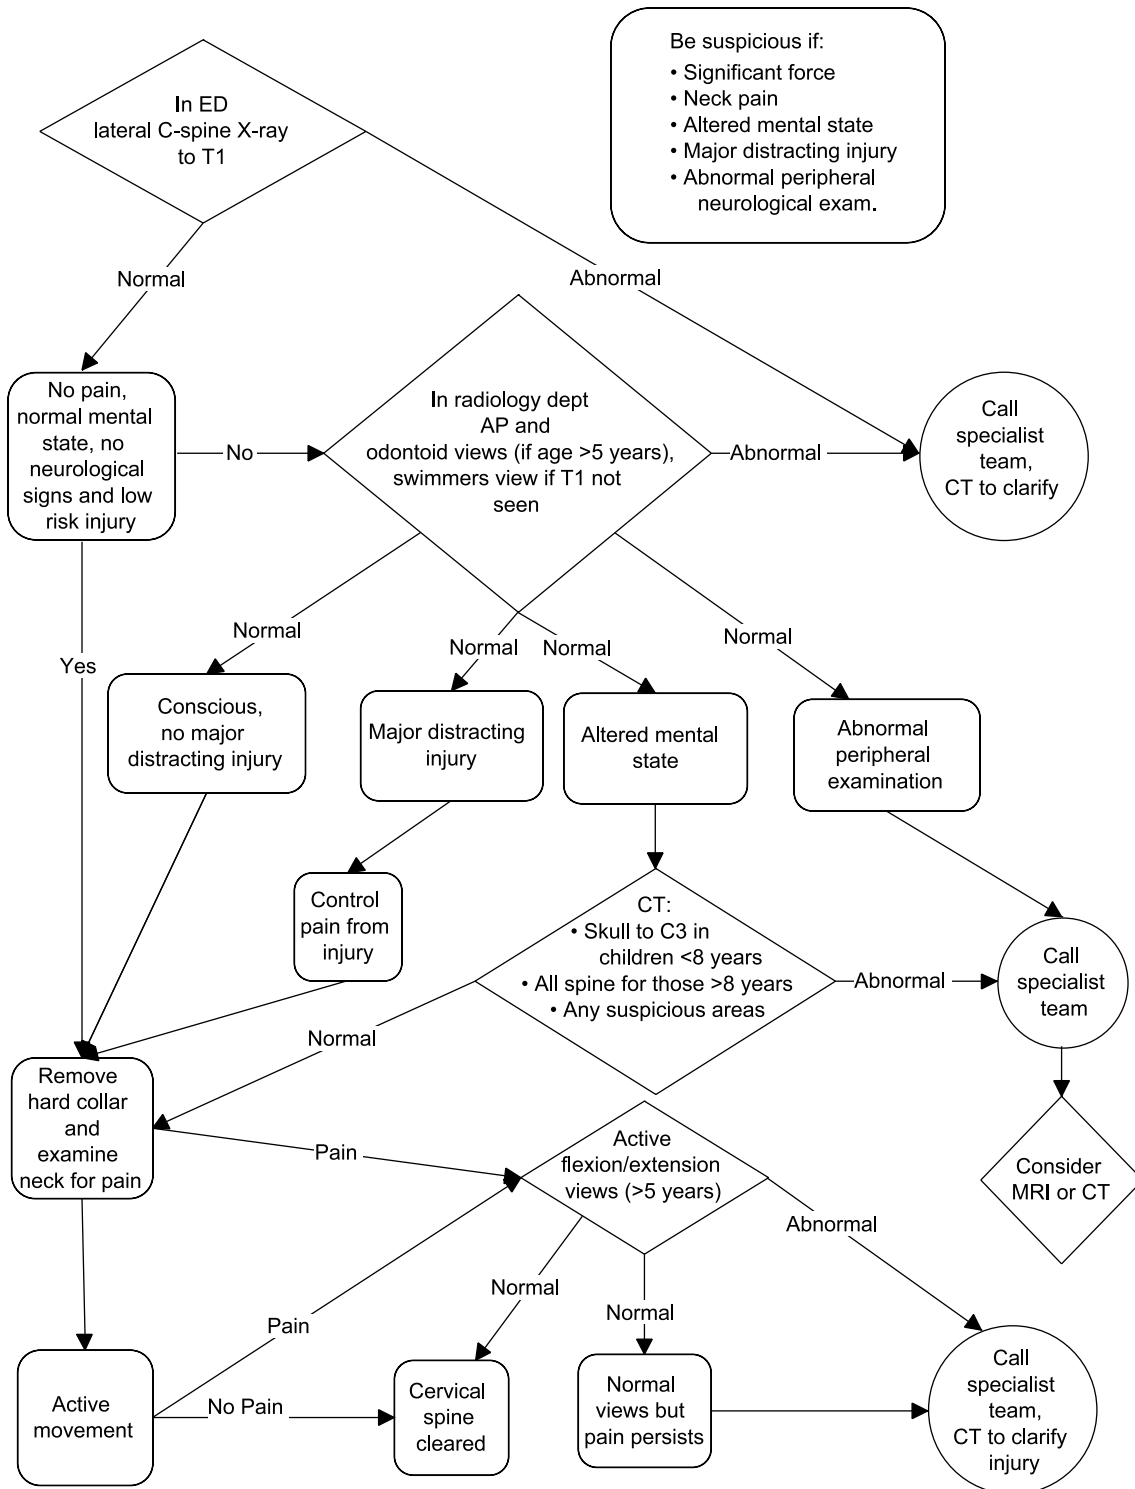 In ED
lateral C-spine X-ray
to T1
Be suspicious if:
• Significant force
• Neck pain
• Altered mental state
• Major distracting injury
• Abnormal peripheral
neurological exam.
Normal
Abnormal
No pain,
normal mental
state, no
neurological
signs and low
risk injury
No
In radiology dept
AP and
odontoid views (if age >5 years),
swimmers view if T1 not
seen
Abnormal
Call
specialist
team,
CT to clarify
Yes
Normal
Normal
Normal
Normal
Conscious,
no major
distracting injury
Major distracting
injury
Altered mental
state
Abnormal
peripheral
examination
Control
pain from
injury
CT:
• Skull to C3 in
children <8 years
• All spine for those >8 years
• Any suspicious areas
Abnormal
Call
specialist
team
Normal
Remove
hard collar
and
examine
neck for pain
Pain
Active
flexion/extension
views (>5 years)
Consider
MRI or CT
Abnormal
Normal
Normal
Pain
Active
movement
No Pain
Cervical
spine
cleared
Normal
views but
pain persists
Call
specialist
team,
CT to clarify
injury